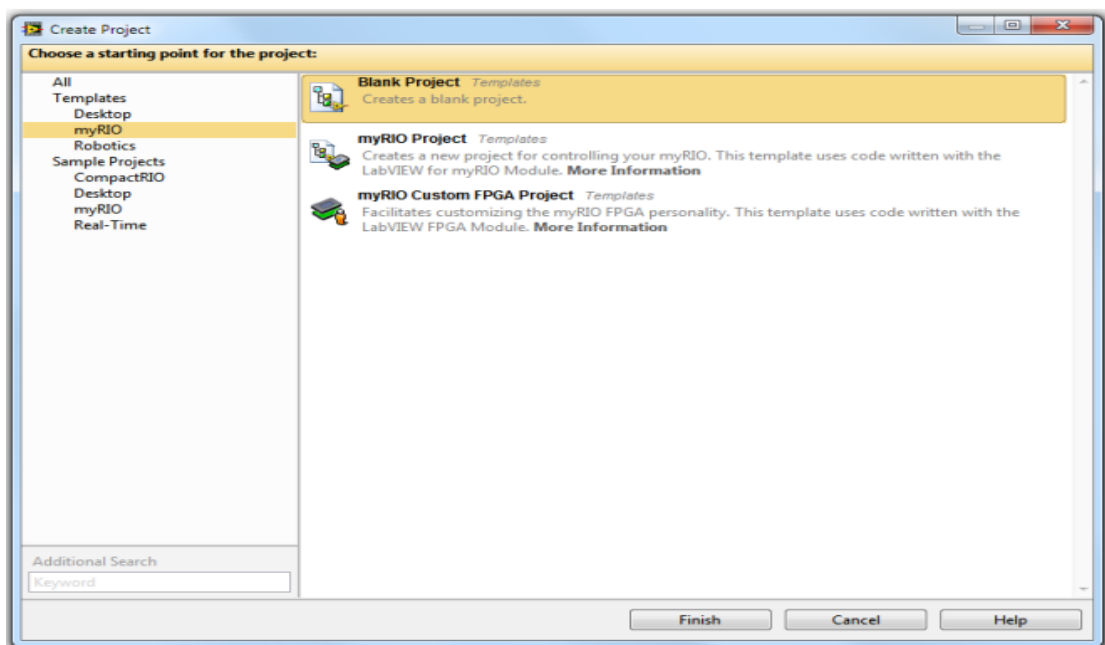 Create Project
Choose a starting point for the project:
All
Templates
Desktop
myRIO
Robotics
Sample Projects
CompactRIO
Desktop
myRIO
Real-Time
Blank Project Templates
Creates a blank project.
myRIO Project Templates
Creates a new project for controlling your myRIO. This template uses code written with the
LabVIEW for myRIO Module. More Information
myRIO Custom FPGA Project Templates
Facilitates customizing the myRIO FPGA personality. This template uses code written with the
LabVIEW FPGA Module. More Information
Additional Search
Keyword
Finish
Cancel
Help